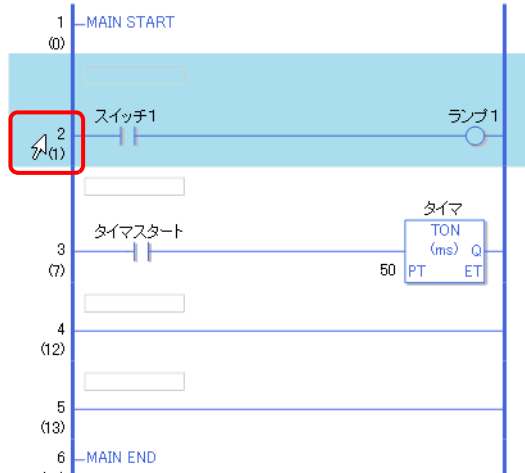 1 MAIN START
(0)
スイッチ1 ランプ1
2
(1)
タイマ
タイマスタート TON
(ms) Q
3
(7) 50 PT ET
4
(12)
5
(13)
6 MAIN END